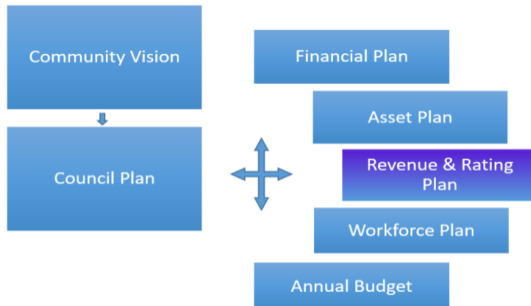 Community Vision
Council Plan
Financial Plan
Asset Plan
Revenue & Rating
Plan
Workforce Plan
Annual Budget